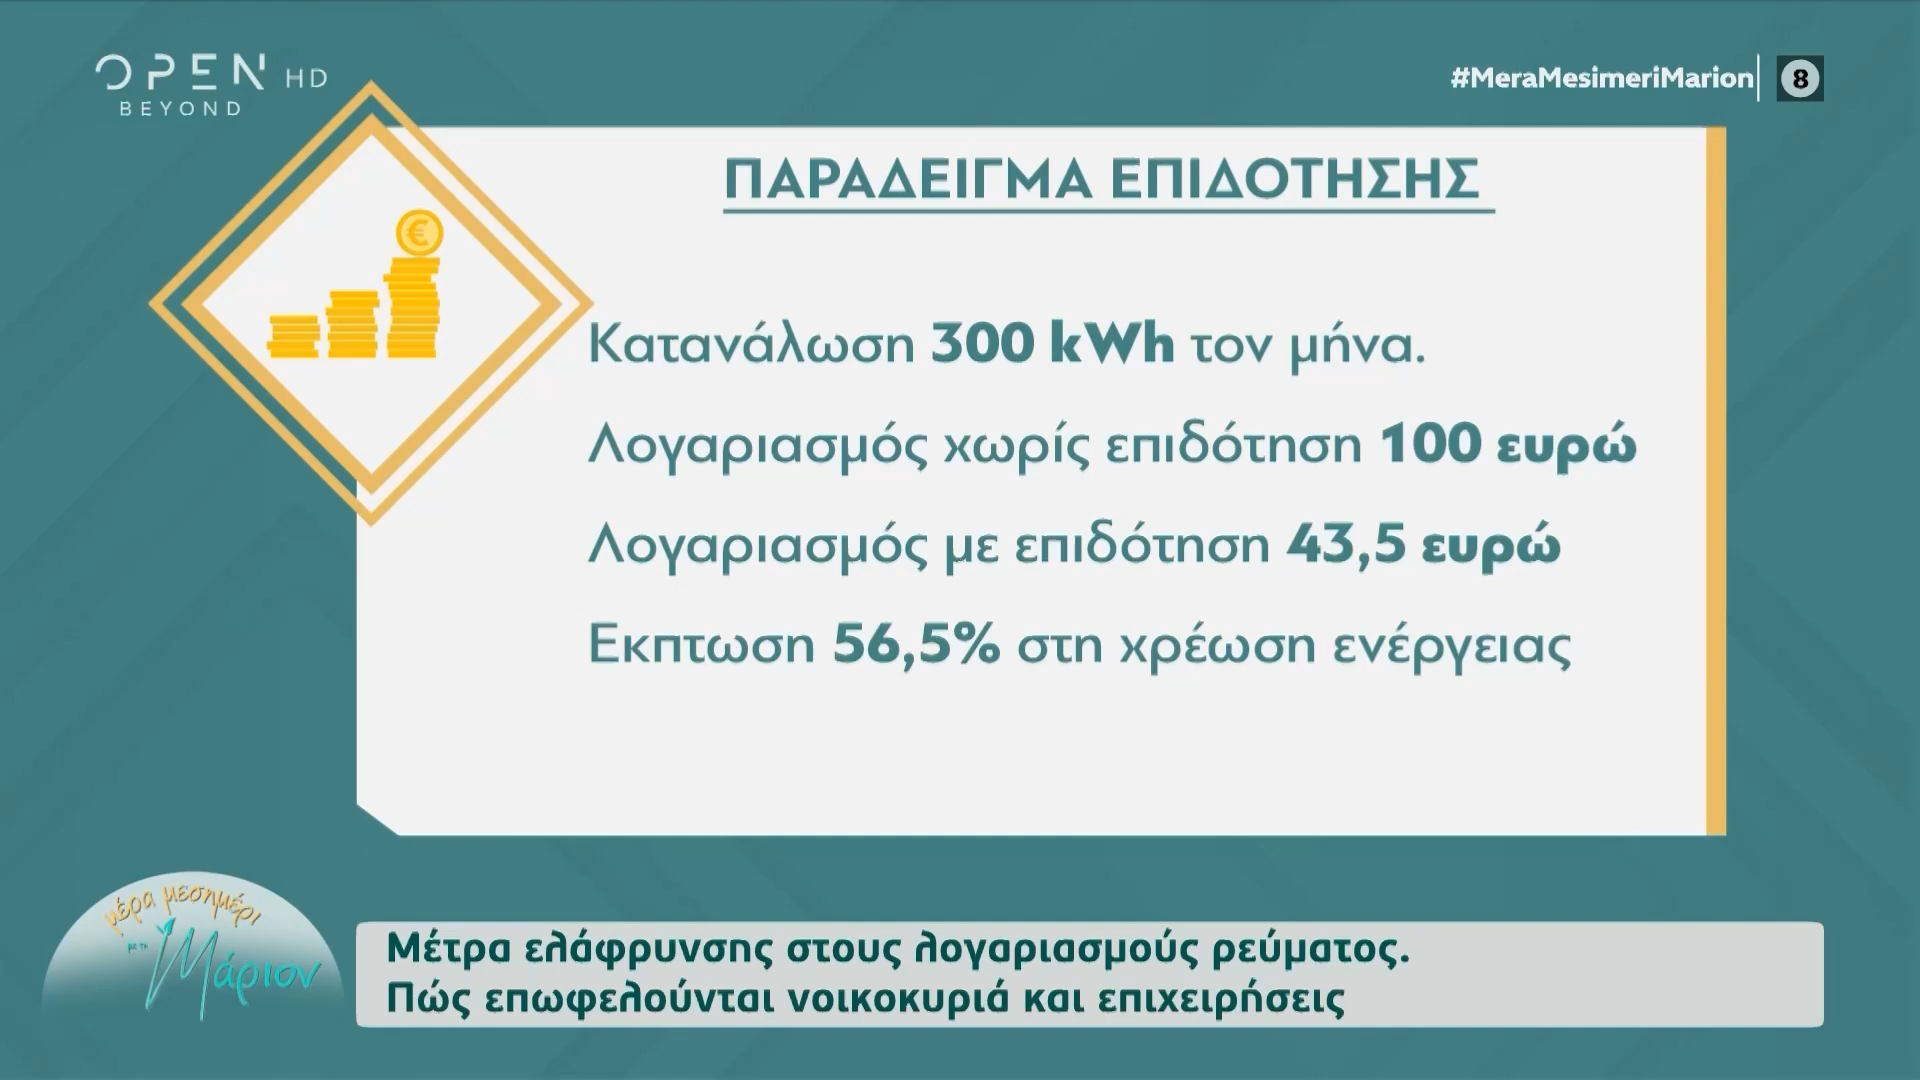 OPEN HD
BEYOND
#MeraMesimeriMarion
8
ΠΑΡΑΔΕΙΓΜΑ ΕΠΙΔΟΤΗΣΗΣ
€
Κατανάλωση 300 kWh τον μήνα.
Λογαριασμός χωρίς επιδότηση 100 ευρώ
Λογαριασμός με επιδότηση 43,5 ευρώ
Εκπτωση 56,5% στη χρέωση ενέργειας
μέρα μεσημέρι
με τη
Μάριον
Μέτρα ελάφρυνσης στους λογαριασμούς ρεύματος.
Πώς επωφελούνται νοικοκυριά και επιχειρήσεις